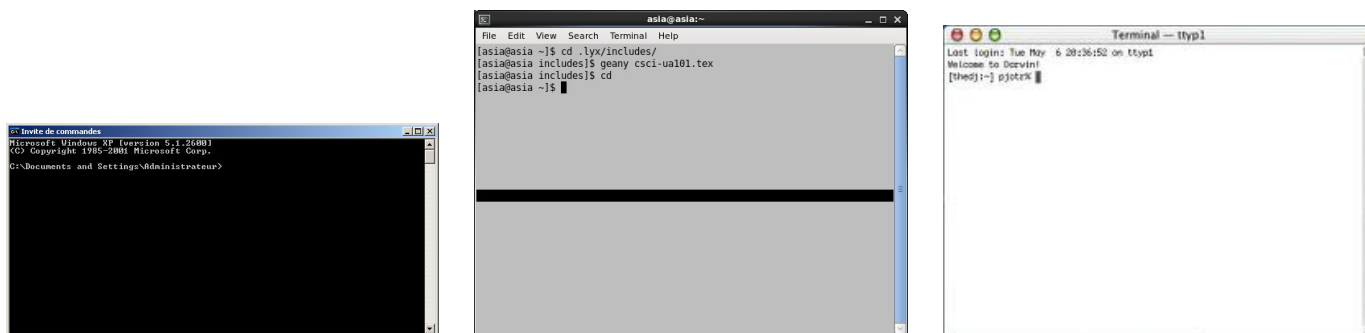 Invite de commandes
Microsoft Windows XP [version 5.1.2600]
(C) Copyright 1985-2001 Microsoft Corp.
C:\Documents and Settings\Administrateur>
asia@asia:~
File Edit View Search Terminal Help
[asia@asia ~]$ cd .lyx/includes/
[asia@asia includes]$ geany csci-ua101.tex
[asia@asia includes]$ cd
[asia@asia ~]$
Terminal — ttyp1
Last login: Tue May 6 20:36:52 on ttyp1
Welcome to Darwin!
[thedj:~] pjotr%